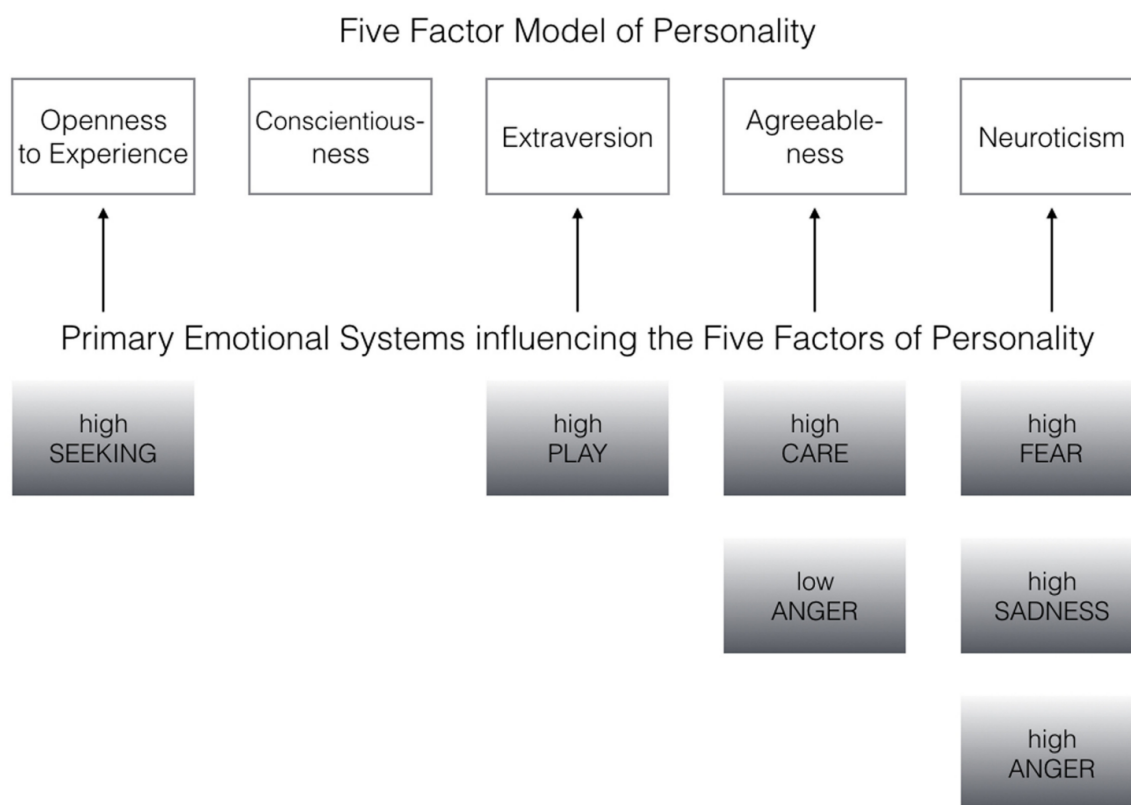 Five Factor Model of Personality
Openness
to Experience
Conscientious-
ness
Extraversion
Agreeable-
ness
Neuroticism
Primary Emotional Systems influencing the Five Factors of Personality
high
SEEKING
high
PLAY
high
CARE
high
FEAR
low
ANGER
high
SADNESS
high
ANGER